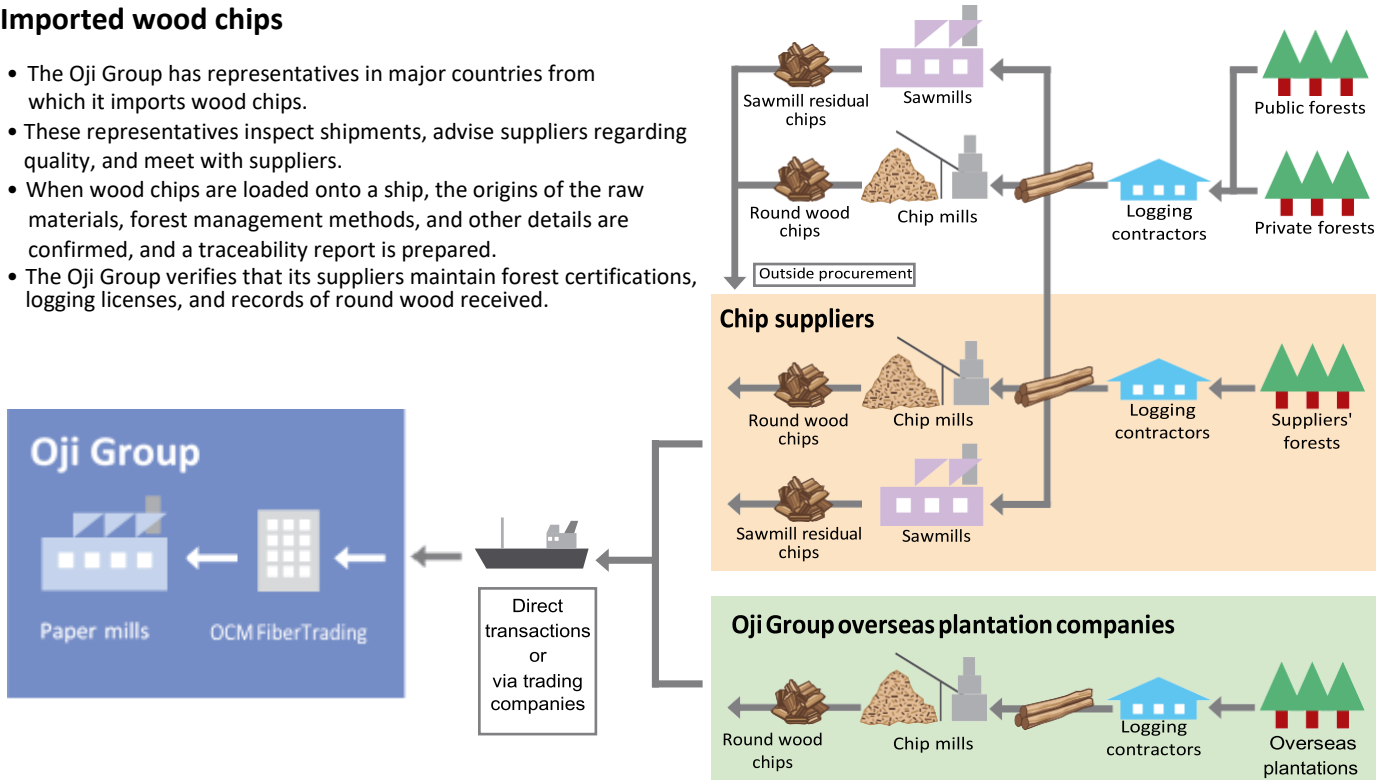 Imported wood chips
• The Oji Group has representatives in major countries from
which it imports wood chips.
• These representatives inspect shipments, advise suppliers regarding
quality, and meet with suppliers.
• When wood chips are loaded onto a ship, the origins of the raw
materials, forest management methods, and other details are
confirmed, and a traceability report is prepared.
• The Oji Group verifies that its suppliers maintain forest certifications,
logging licenses, and records of round wood received.
Sawmill residual
chips
Sawmills
Public forests
Round wood
chips
Chip mills
Logging
contractors
Private forests
Outside procurement
Chip suppliers
Round wood
chips
Chip mills
Logging
contractors
Suppliers'
forests
Sawmill residual
chips
Sawmills
Oji Group
Paper mills
OCM FiberTrading
Direct
transactions
or
via trading
companies
Oji Group overseas plantation companies
Round wood
chips
Chip mills
Logging
contractors
Overseas
plantations